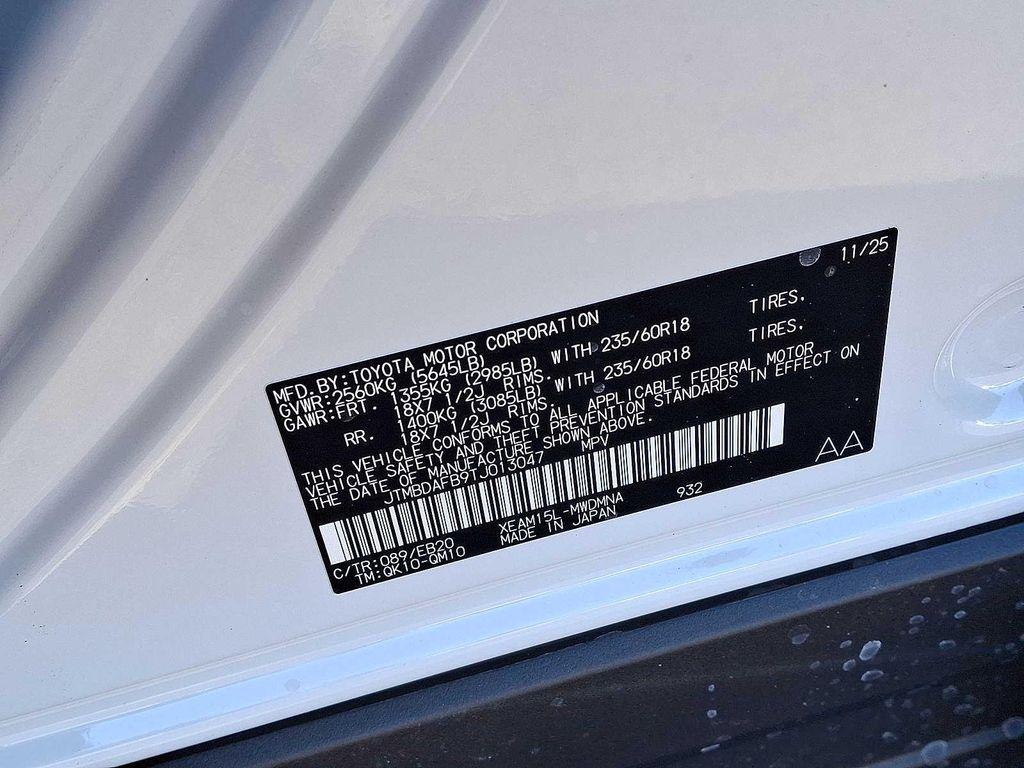 11/25
MFD.BY:TOYOTA MOTOR CORPORATION
GVWR:2560KG (5645LB)
GAWR:FRT. 1355KG (2985LB) WITH 235/60R18 TIRES.
18X7 1/2J RIMS.
RR. 1400KG (3085LB) WITH 235/60R18 TIRES.
18X7 1/2J RIMS.
THIS VEHICLE CONFORMS TO ALL APPLICABLE FEDERAL MOTOR
VEHICLE SAFETY AND THEFT PREVENTION STANDARDS IN EFFECT ON
THE DATE OF MANUFACTURE SHOWN ABOVE.
JTMBDAFB9TJ013047 MPV
C/TR:089/EB20 XEAM15L-MWDMNA 932
TM:QK10-QM10 MADE IN JAPAN
AA